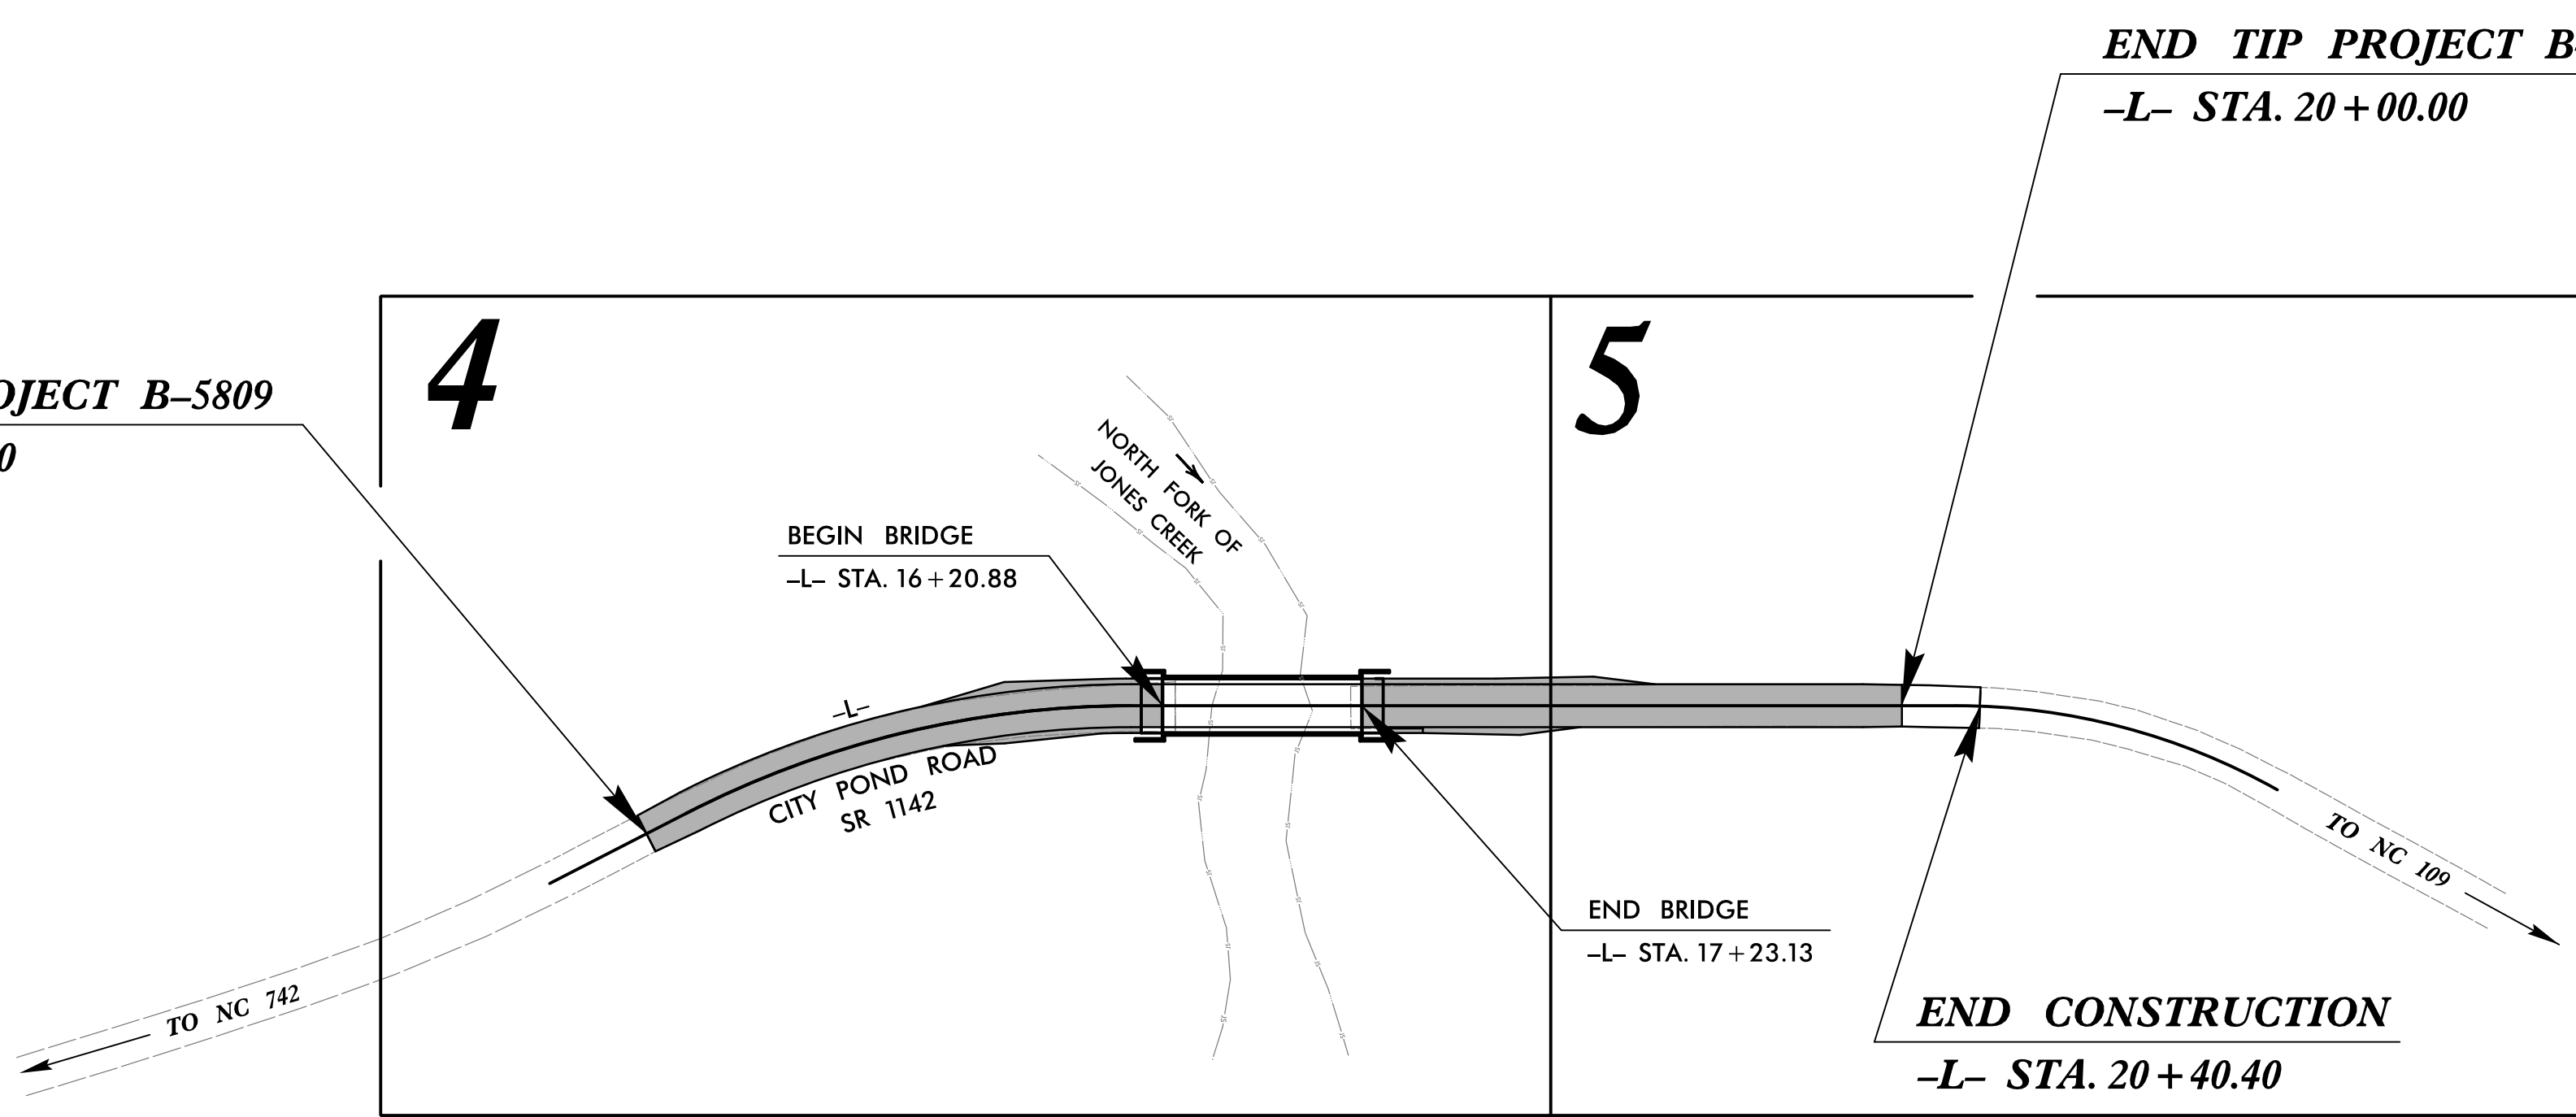 END TIP PROJECT B
–L– STA. 20+00.00
4
5
PROJECT B–5809
0
NORTH FORK OF
JONES CREEK
BEGIN BRIDGE
–L– STA. 16+20.88
–L–
CITY POND ROAD
SR 1142
TO NC 109
END BRIDGE
–L– STA. 17+23.13
TO NC 742
END CONSTRUCTION
–L– STA. 20+40.40